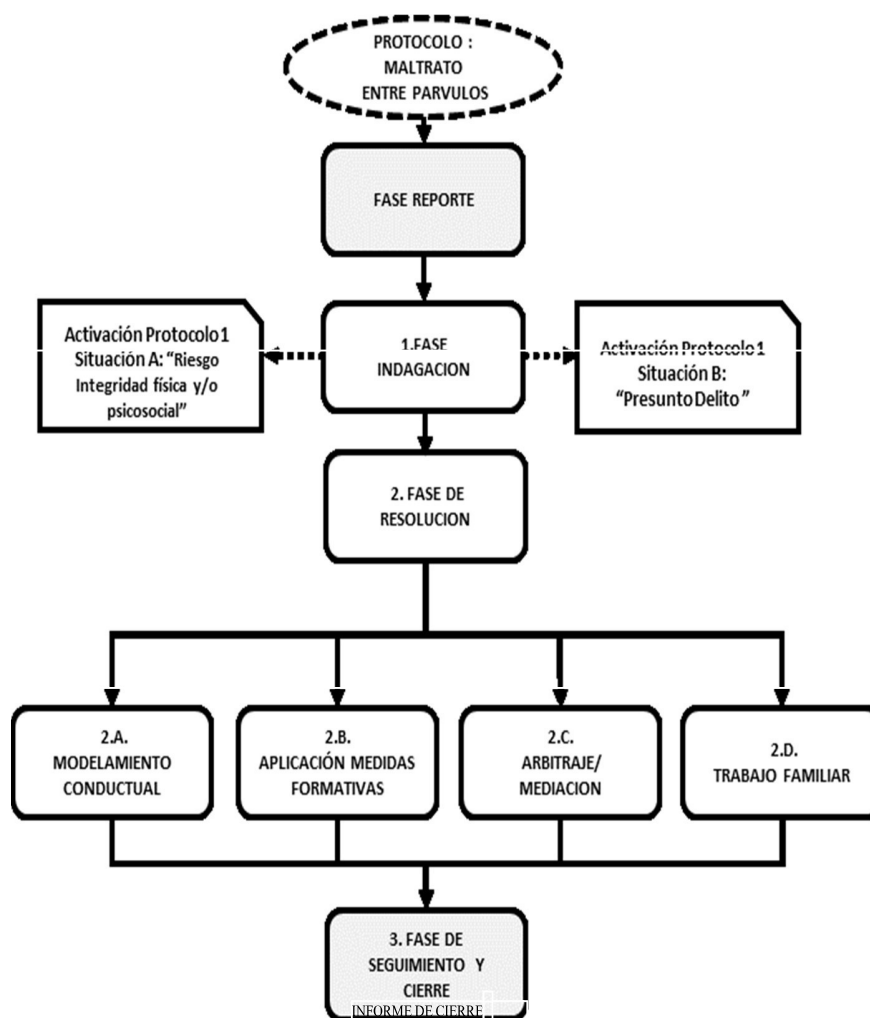 PROTOCOLO :
MALTRATO
ENTRE PARVULOS
FASE REPORTE
Activación Protocolo 1
Situación A: “Riesgo
Integridad física y/o
psicosocial”
1.FASE
INDAGACION
Activación Protocolo 1
Situación B:
“Presunto Delito ”
2. FASE DE
RESOLUCION
2.A.
MODELAMIENTO
CONDUCTUAL
2.B.
APLICACIÓN MEDIDAS
FORMATIVAS
2.C.
ARBITRAJE/
MEDIACION
2.D.
TRABAJO FAMILIAR
3. FASE DE
SEGUIMIENTO Y
CIERRE
INFORME DE CIERRE